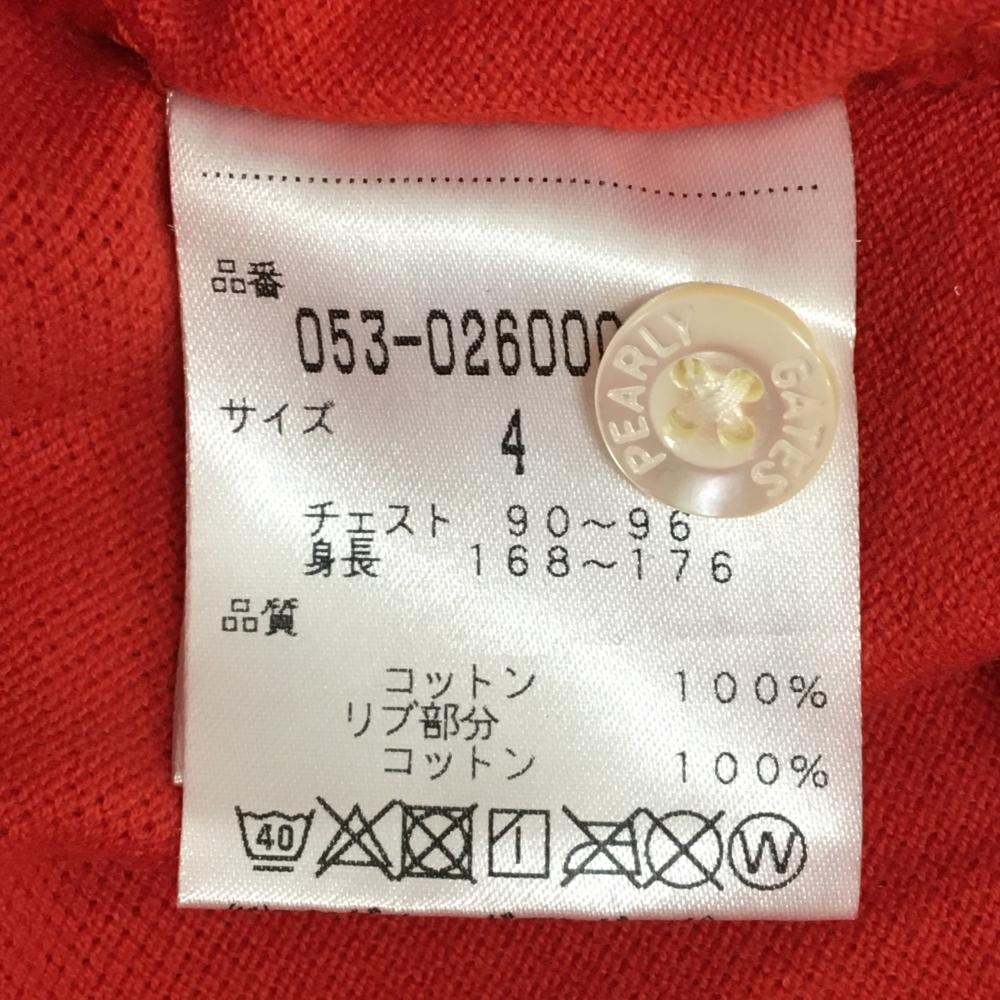 品番
053-026000
PEARLY GATES
サイズ
4
チェスト 90～96
身長 168～176
品質
コットン 100%
リブ部分
コットン 100%
40
W